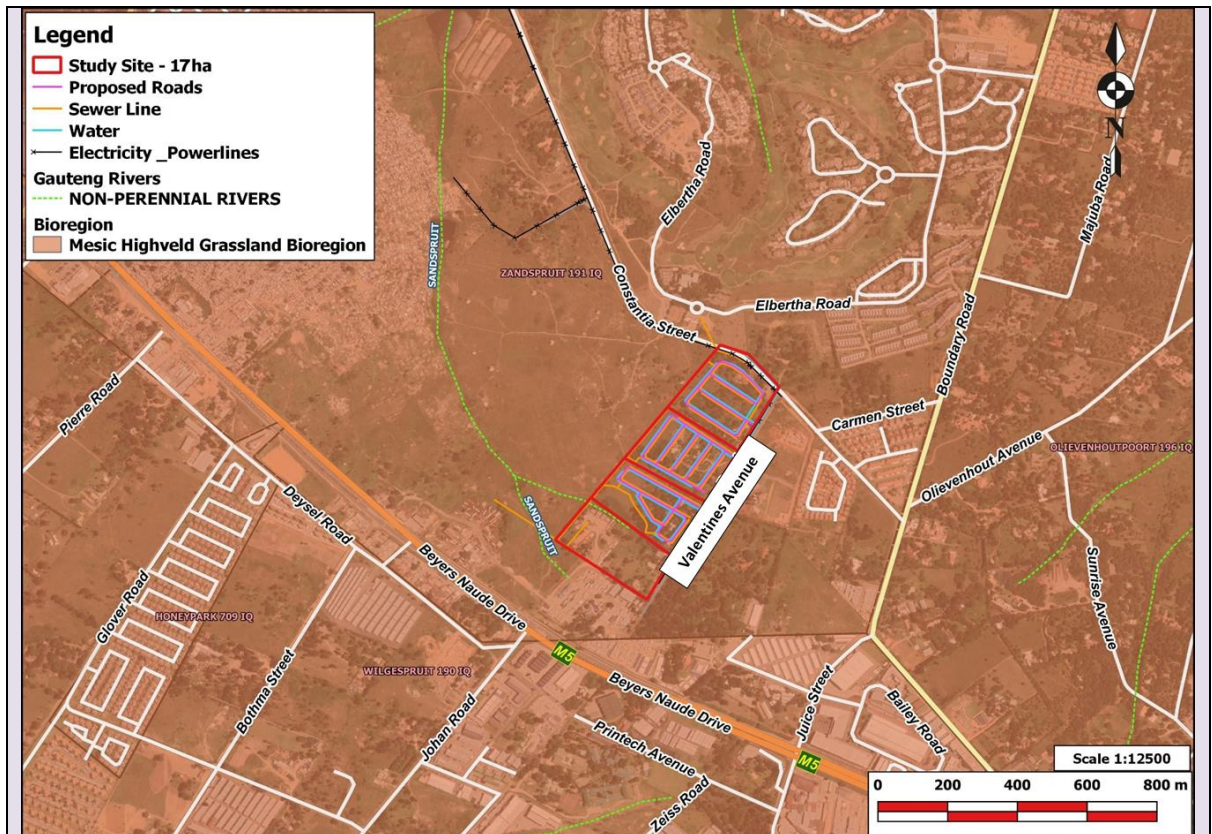 Legend
Study Site - 17ha
Proposed Roads
Sewer Line
Water
Electricity _Powerlines
Gauteng Rivers
NON-PERENNIAL RIVERS
Bioregion
Mesic Highveld Grassland Bioregion
N
Majuba Road
Elbertha Road
SANDSPRUIT
ZANDSPRUIT 191 IQ
Constantia Street
Elbertha Road
Boundary Road
Pierre Road
Carmen Street
OLIEVENHOUTPOORT 196 IQ
Olievenhout Avenue
Valentines Avenue
Deysel Road
SANDSPRUIT
Beyers Naude Drive
Sunrise Avenue
Glover Road
HONEYPARK 709 IQ
Bothma Street
WILGESPRUIT 190 IQ
M5
Johan Road
Beyers Naude Drive
Juice Street
Bailey Road
Printech Avenue
M5
Zeiss Road
Scale 1:12500
0 200 400 600 800 m